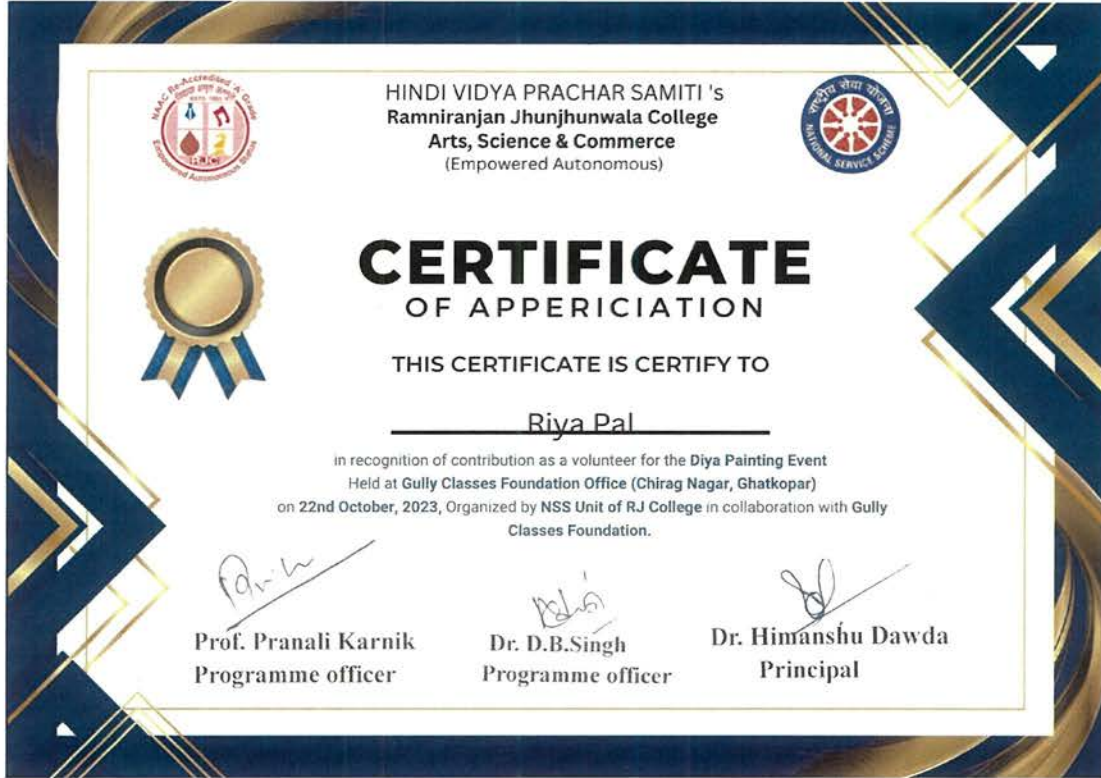 NAAC Re-Accredited 'A' Grade
RJC
Empowered Autonomous Status
HINDI VIDYA PRACHAR SAMITI 's
Ramniranjan Jhunjhunwala College
Arts, Science & Commerce
(Empowered Autonomous)
राष्ट्रीय सेवा योजना
NATIONAL SERVICE SCHEME
CERTIFICATE
OF APPERICIATION
THIS CERTIFICATE IS CERTIFY TO
Riya Pal
in recognition of contribution as a volunteer for the Diya Painting Event
Held at Gully Classes Foundation Office (Chirag Nagar, Ghatkopar)
on 22nd October, 2023, Organized by NSS Unit of RJ College in collaboration with Gully
Classes Foundation.
Prof. Pranali Karnik
Programme officer
Dr. D.B.Singh
Programme officer
Dr. Himanshu Dawda
Principal